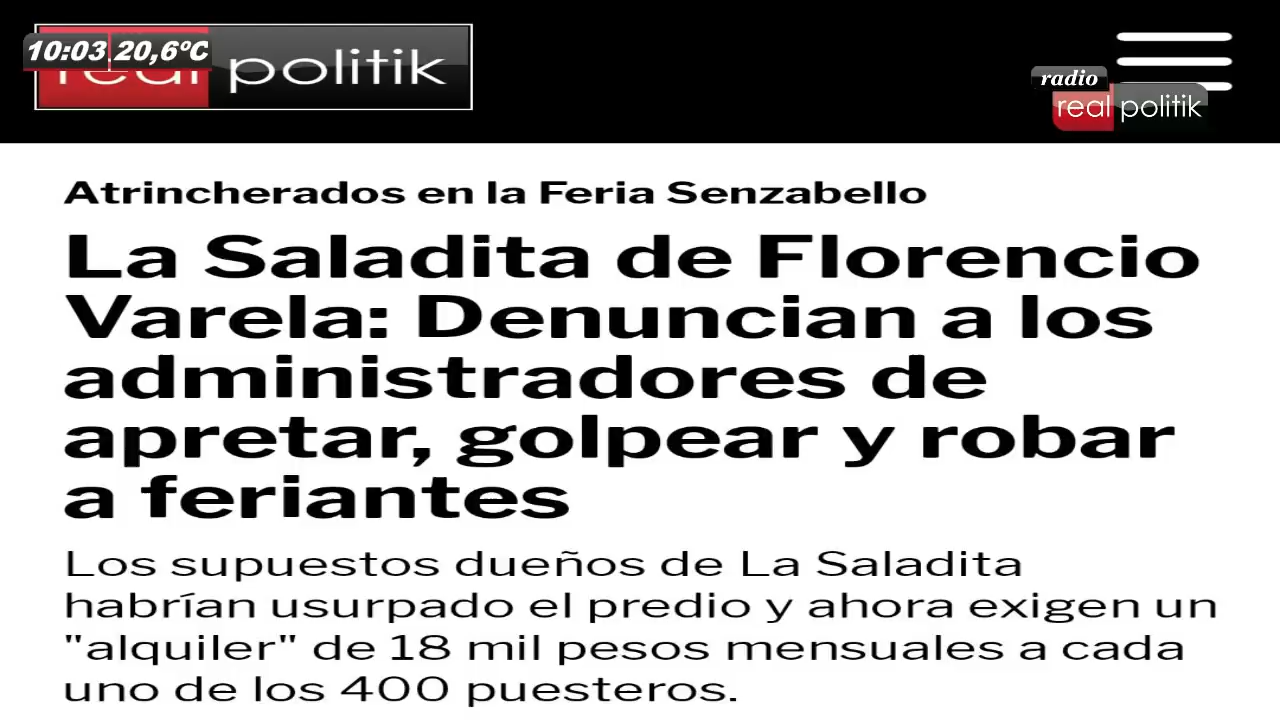 10:03 20,6ºC
real politik
radio
real politik
Atrincherados en la Feria Senzabello
La Saladita de Florencio
Varela: Denuncian a los
administradores de
apretar, golpear y robar
a feriantes
Los supuestos dueños de La Saladita
habrían usurpado el predio y ahora exigen un
"alquiler" de 18 mil pesos mensuales a cada
uno de los 400 puesteros.